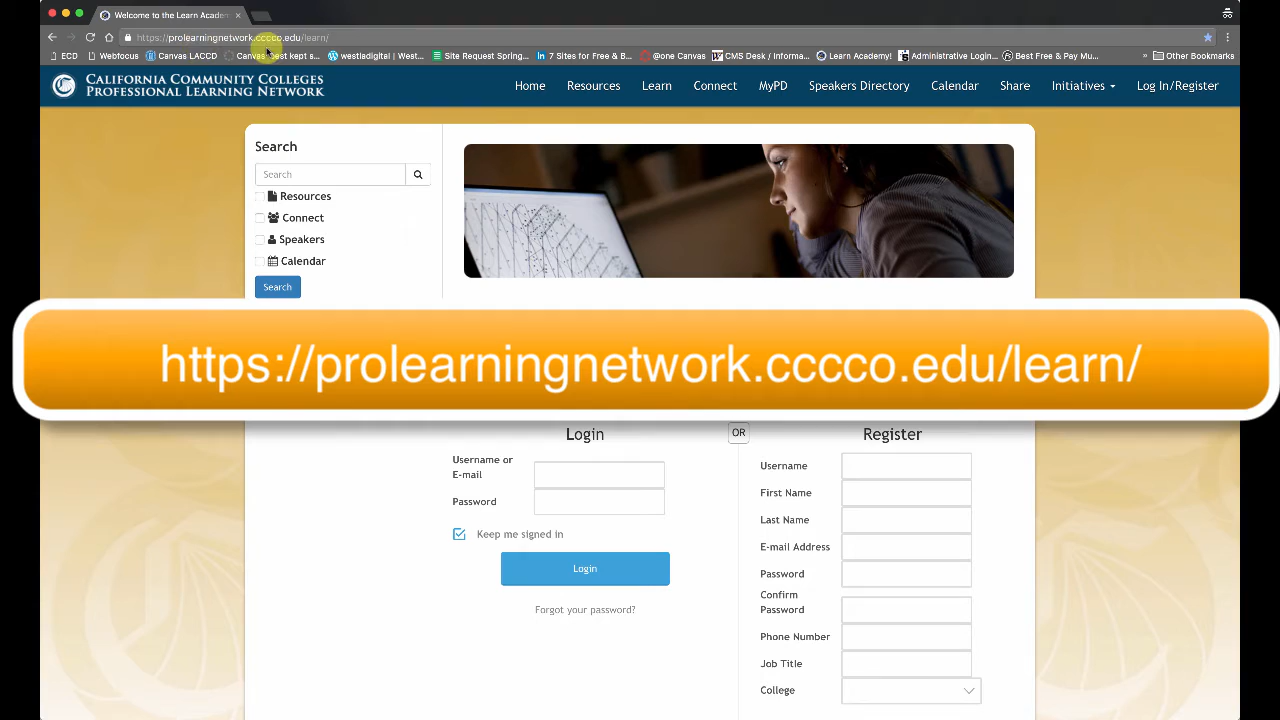 Welcome to the Learn Academ
https://prolearningnetwork.cccco.edu/learn/
ECD
Webfocus
Canvas LACCD
Canvas' best kept s...
westladigital | West...
Site Request Spring...
7 Sites for Free & B...
@one Canvas
CMS Desk / Informa...
Learn Academy!
Administrative Login...
Best Free & Pay Mu...
» Other Bookmarks
CALIFORNIA COMMUNITY COLLEGES
PROFESSIONAL LEARNING NETWORK
Home
Resources
Learn
Connect
MyPD
Speakers Directory
Calendar
Share
Initiatives
Log In/Register
Search
Search
Resources
Connect
Speakers
Calendar
Search
https://prolearningnetwork.cccco.edu/learn/
Login
Username or
E-mail
Password
Keep me signed in
Login
Forgot your password?
OR
Register
Username
First Name
Last Name
E-mail Address
Password
Confirm
Password
Phone Number
Job Title
College